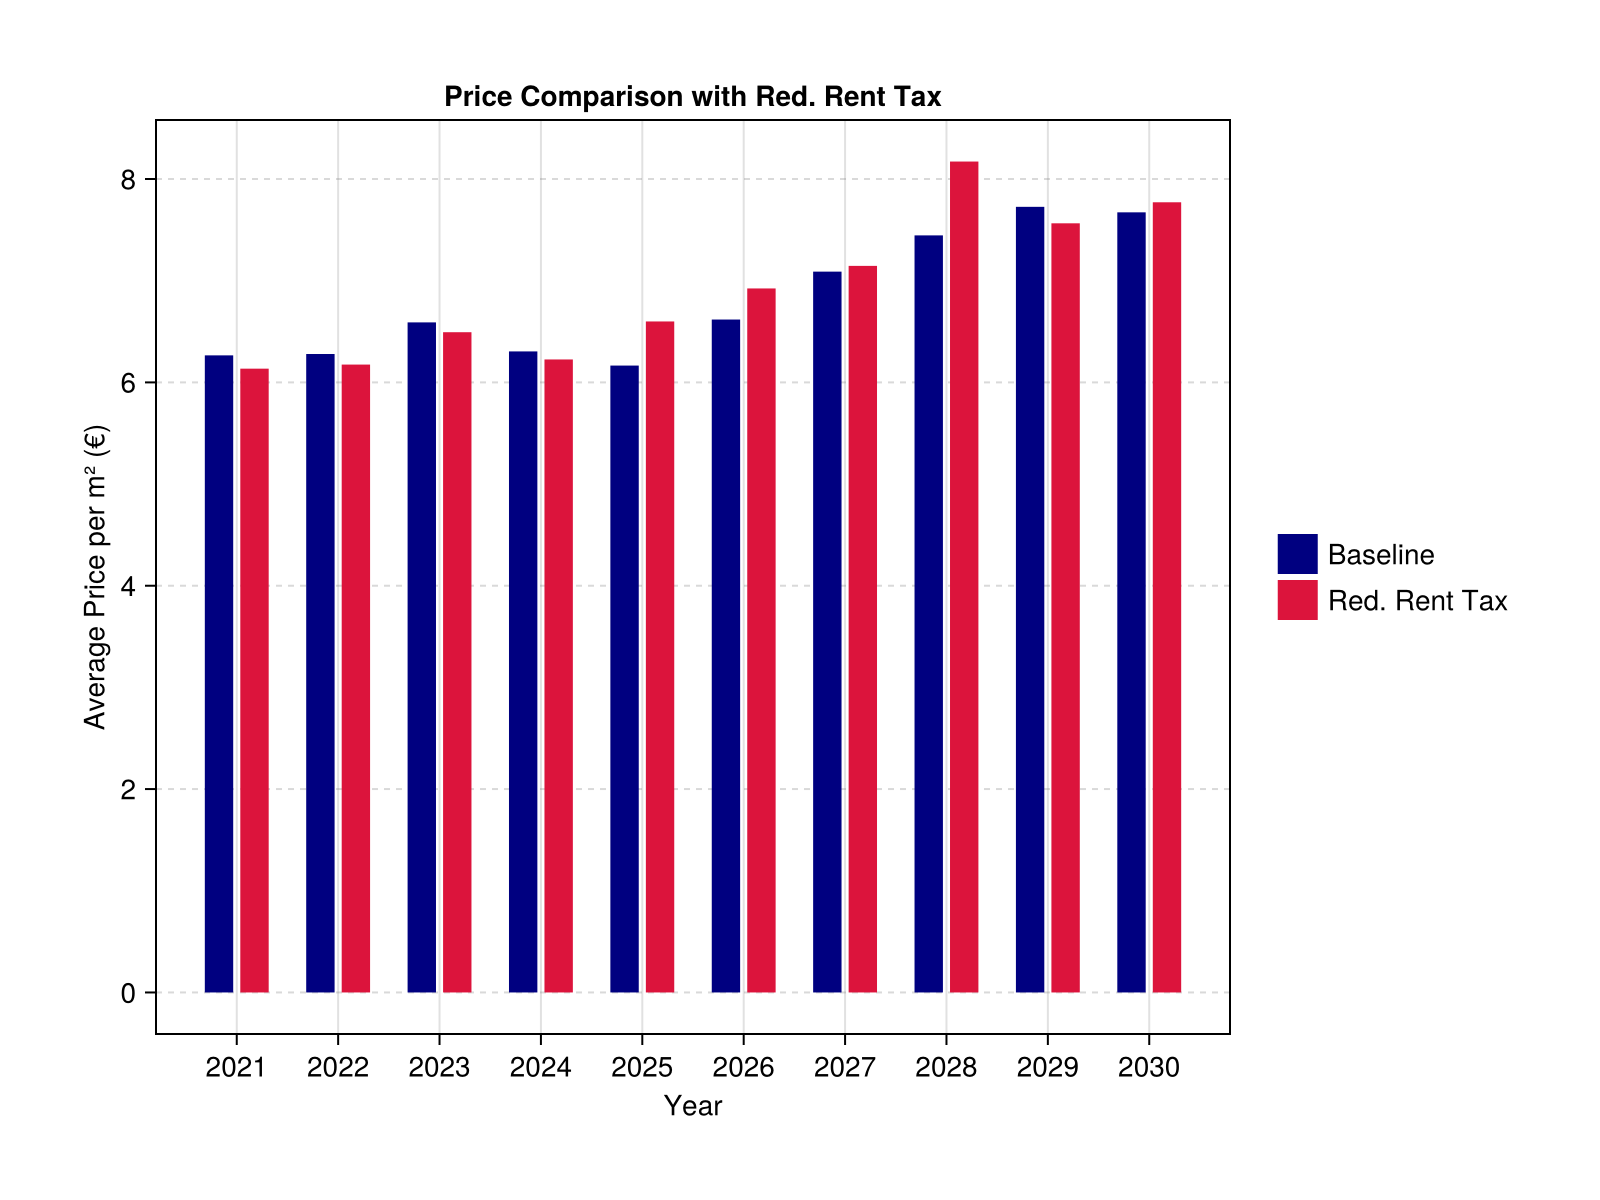 Price Comparison with Red. Rent Tax
Average Price per m² (€)
8
6
4
2
0
2021 2022 2023 2024 2025 2026 2027 2028 2029 2030
Year
Baseline
Red. Rent Tax